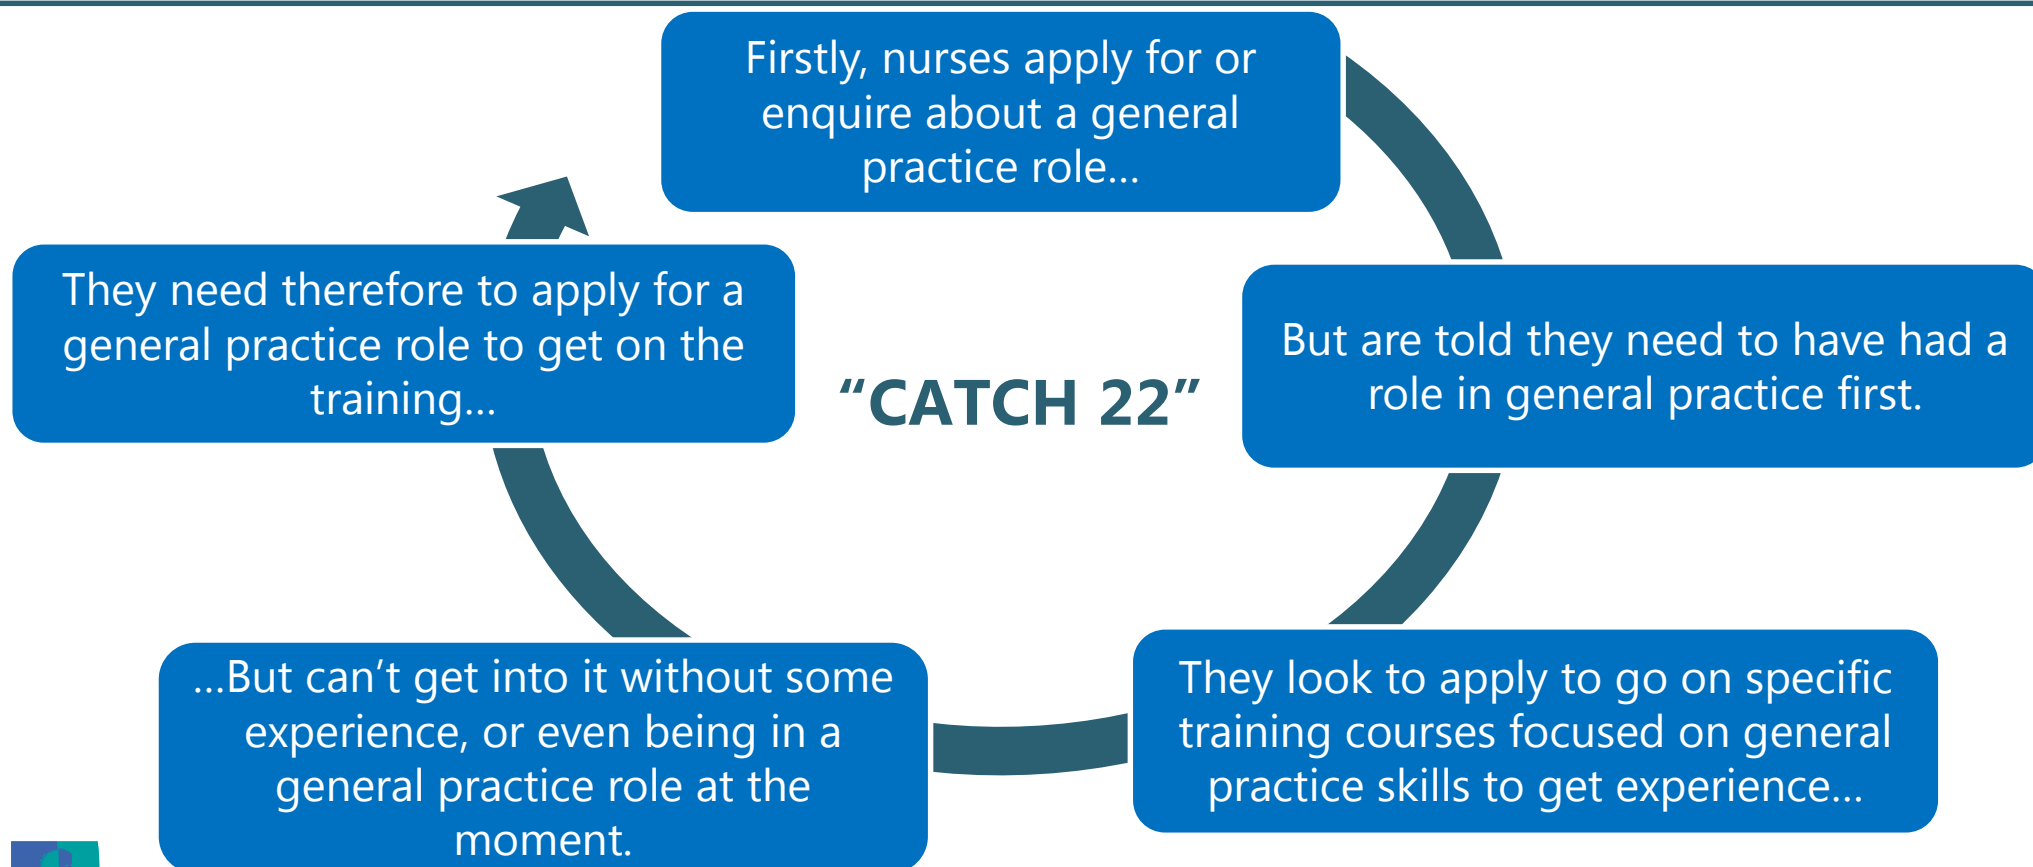 Firstly, nurses apply for or
enquire about a general
practice role…
But are told they need to have had a
role in general practice first.
They look to apply to go on specific
training courses focused on general
practice skills to get experience…
…But can’t get into it without some
experience, or even being in a
general practice role at the
moment.
They need therefore to apply for a
general practice role to get on the
training…
“CATCH 22”